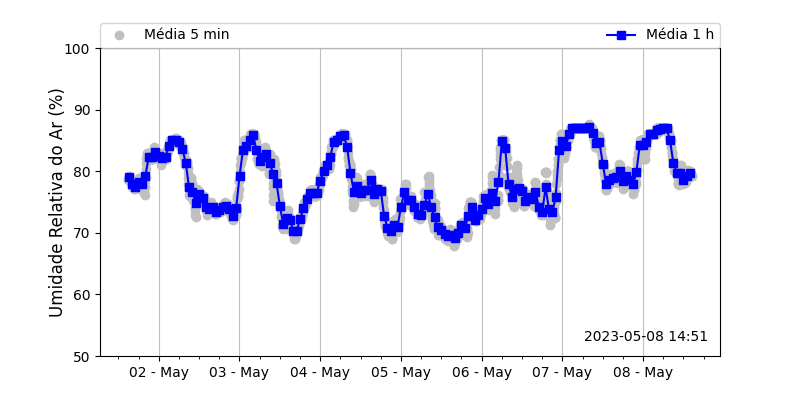 Média 5 min
Média 1 h
Umidade Relativa do Ar (%)
100
90
80
70
60
50
2023-05-08 14:51
02 - May
03 - May
04 - May
05 - May
06 - May
07 - May
08 - May